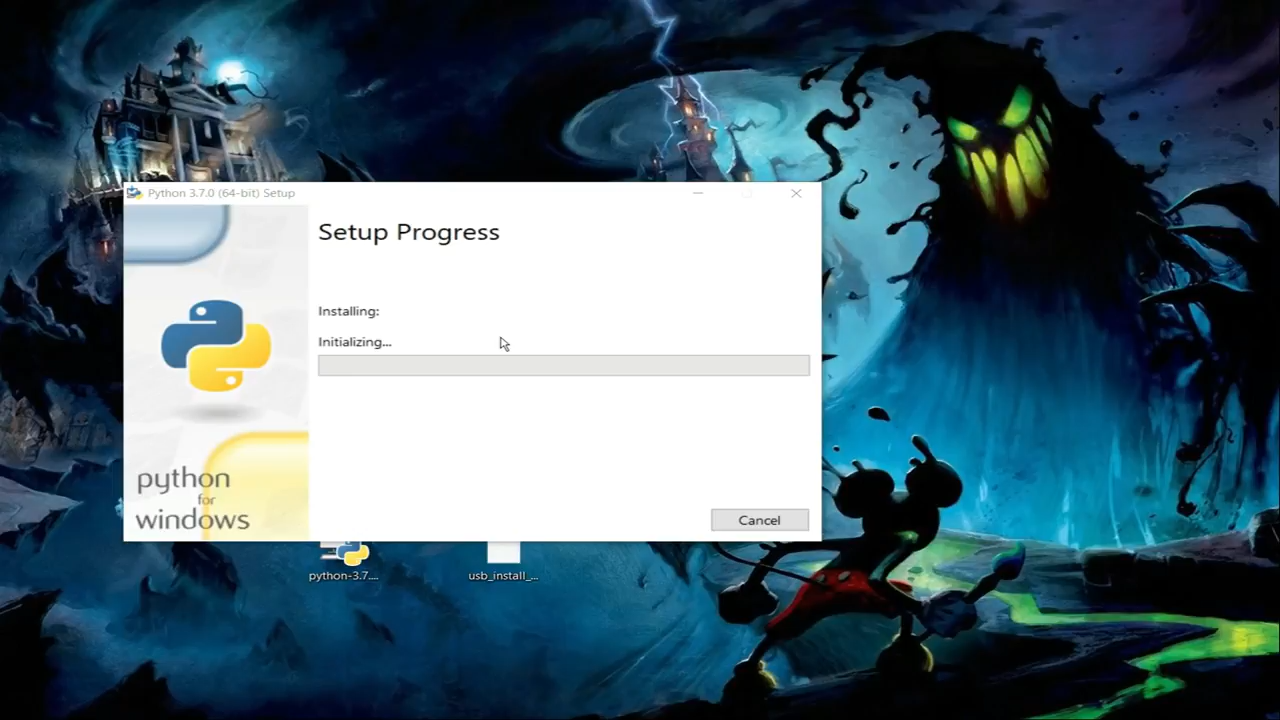 Python 3.7.0 (64-bit) Setup
Setup Progress
Installing:
Initializing...
python
for
windows
Cancel
python-3.7....
usb_install_...